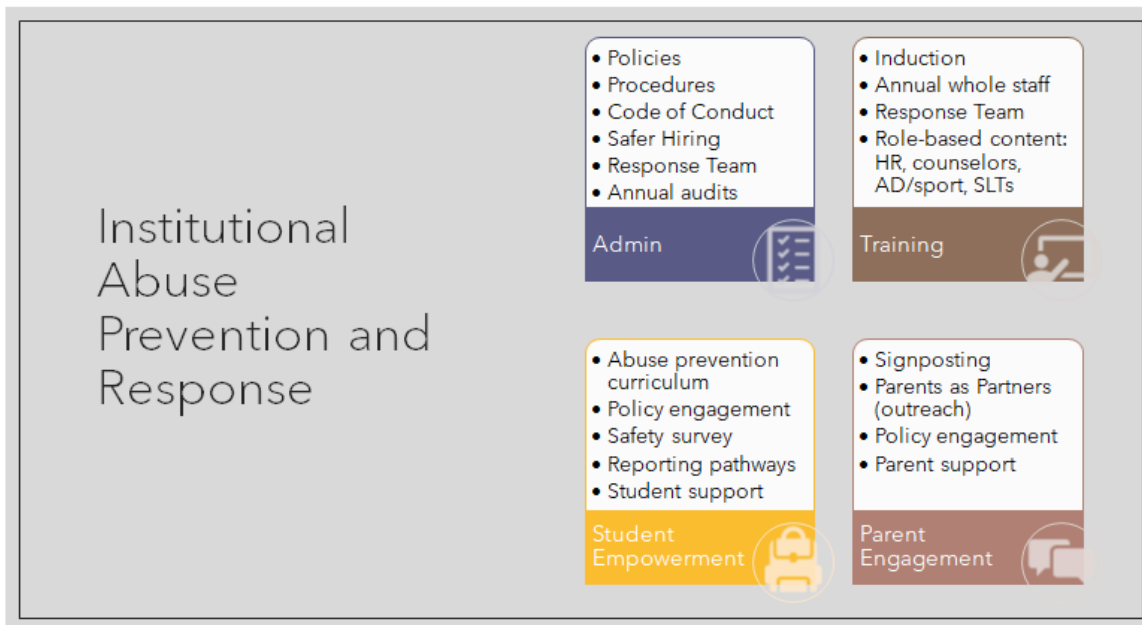 Institutional
Abuse
Prevention and
Response
• Policies
• Procedures
• Code of Conduct
• Safer Hiring
• Response Team
• Annual audits
Admin
• Induction
• Annual whole staff
• Response Team
• Role-based content:
HR, counselors,
AD/sport, SLTs
Training
• Abuse prevention
curriculum
• Policy engagement
• Safety survey
• Reporting pathways
• Student support
Student
Empowerment
• Signposting
• Parents as Partners
(outreach)
• Policy engagement
• Parent support
Parent
Engagement